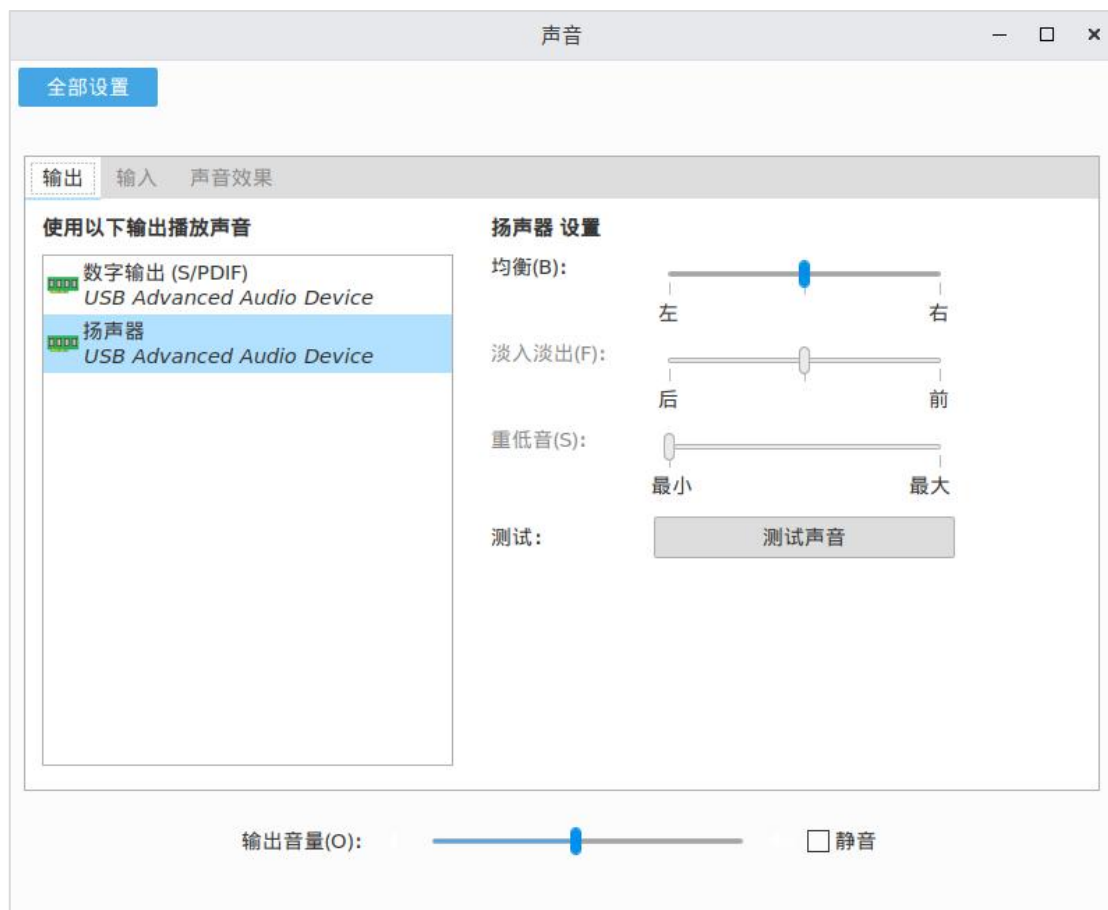 声音
全部设置
输出 输入 声音效果
使用以下输出播放声音
数字输出 (S/PDIF)
USB Advanced Audio Device
扬声器
USB Advanced Audio Device
扬声器 设置
均衡(B):
左 右
淡入淡出(F):
后 前
重低音(S):
最小 最大
测试: 测试声音
输出音量(O): 静音